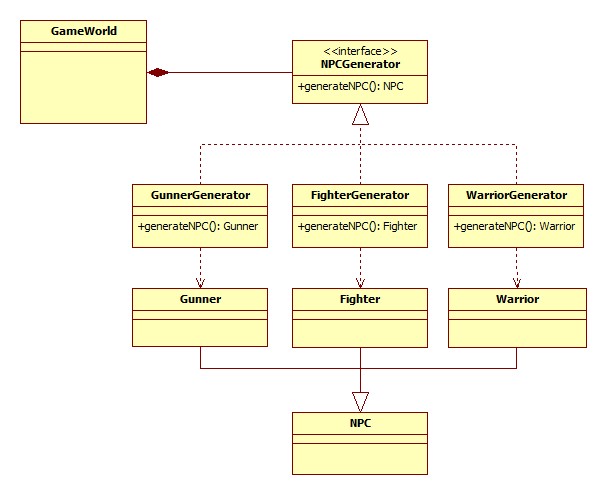 GameWorld
<<interface>>
NPCGenerator
+generateNPC(): NPC
GunnerGenerator
+generateNPC(): Gunner
FighterGenerator
+generateNPC(): Fighter
WarriorGenerator
+generateNPC(): Warrior
Gunner
Fighter
Warrior
NPC